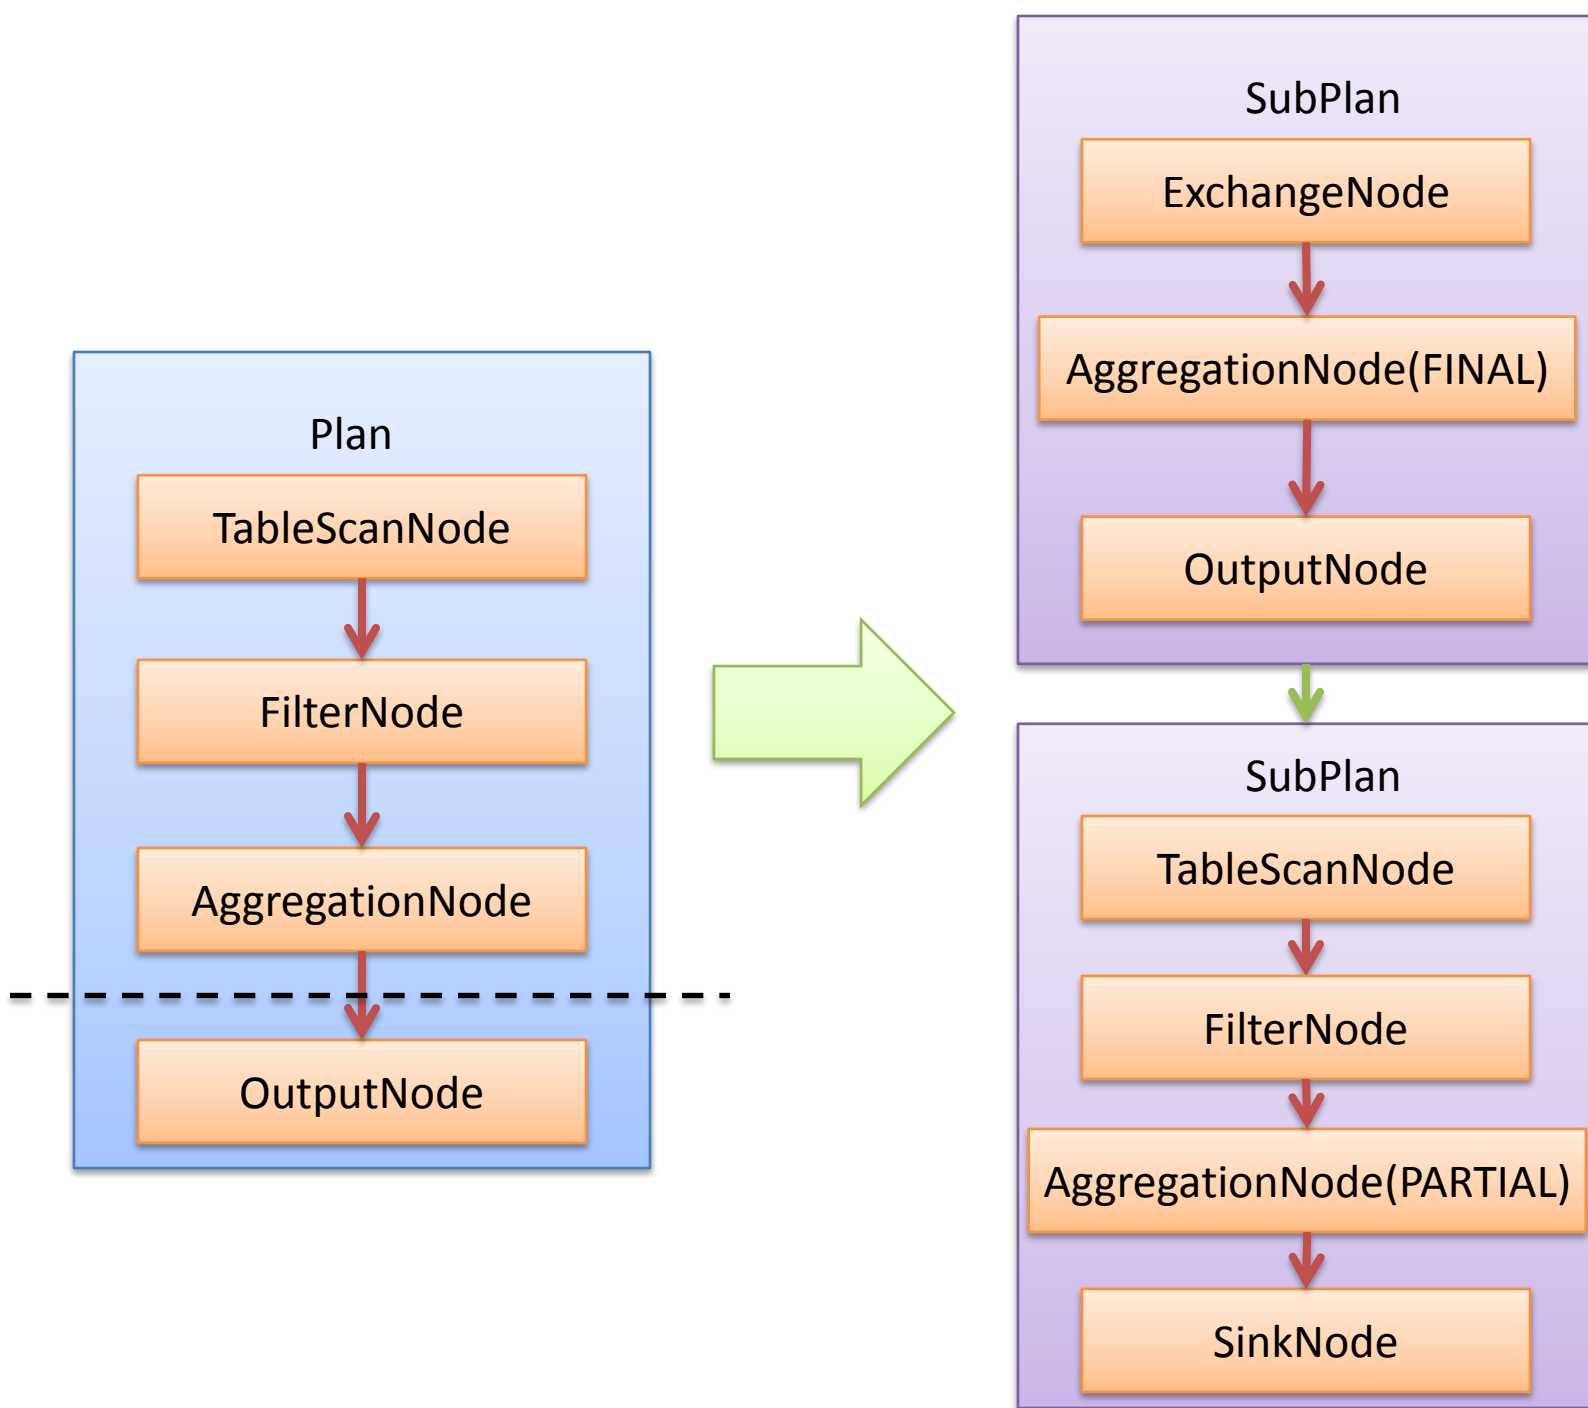 Plan
TableScanNode
FilterNode
AggregationNode
OutputNode
SubPlan
ExchangeNode
AggregationNode(FINAL)
OutputNode
SubPlan
TableScanNode
FilterNode
AggregationNode(PARTIAL)
SinkNode